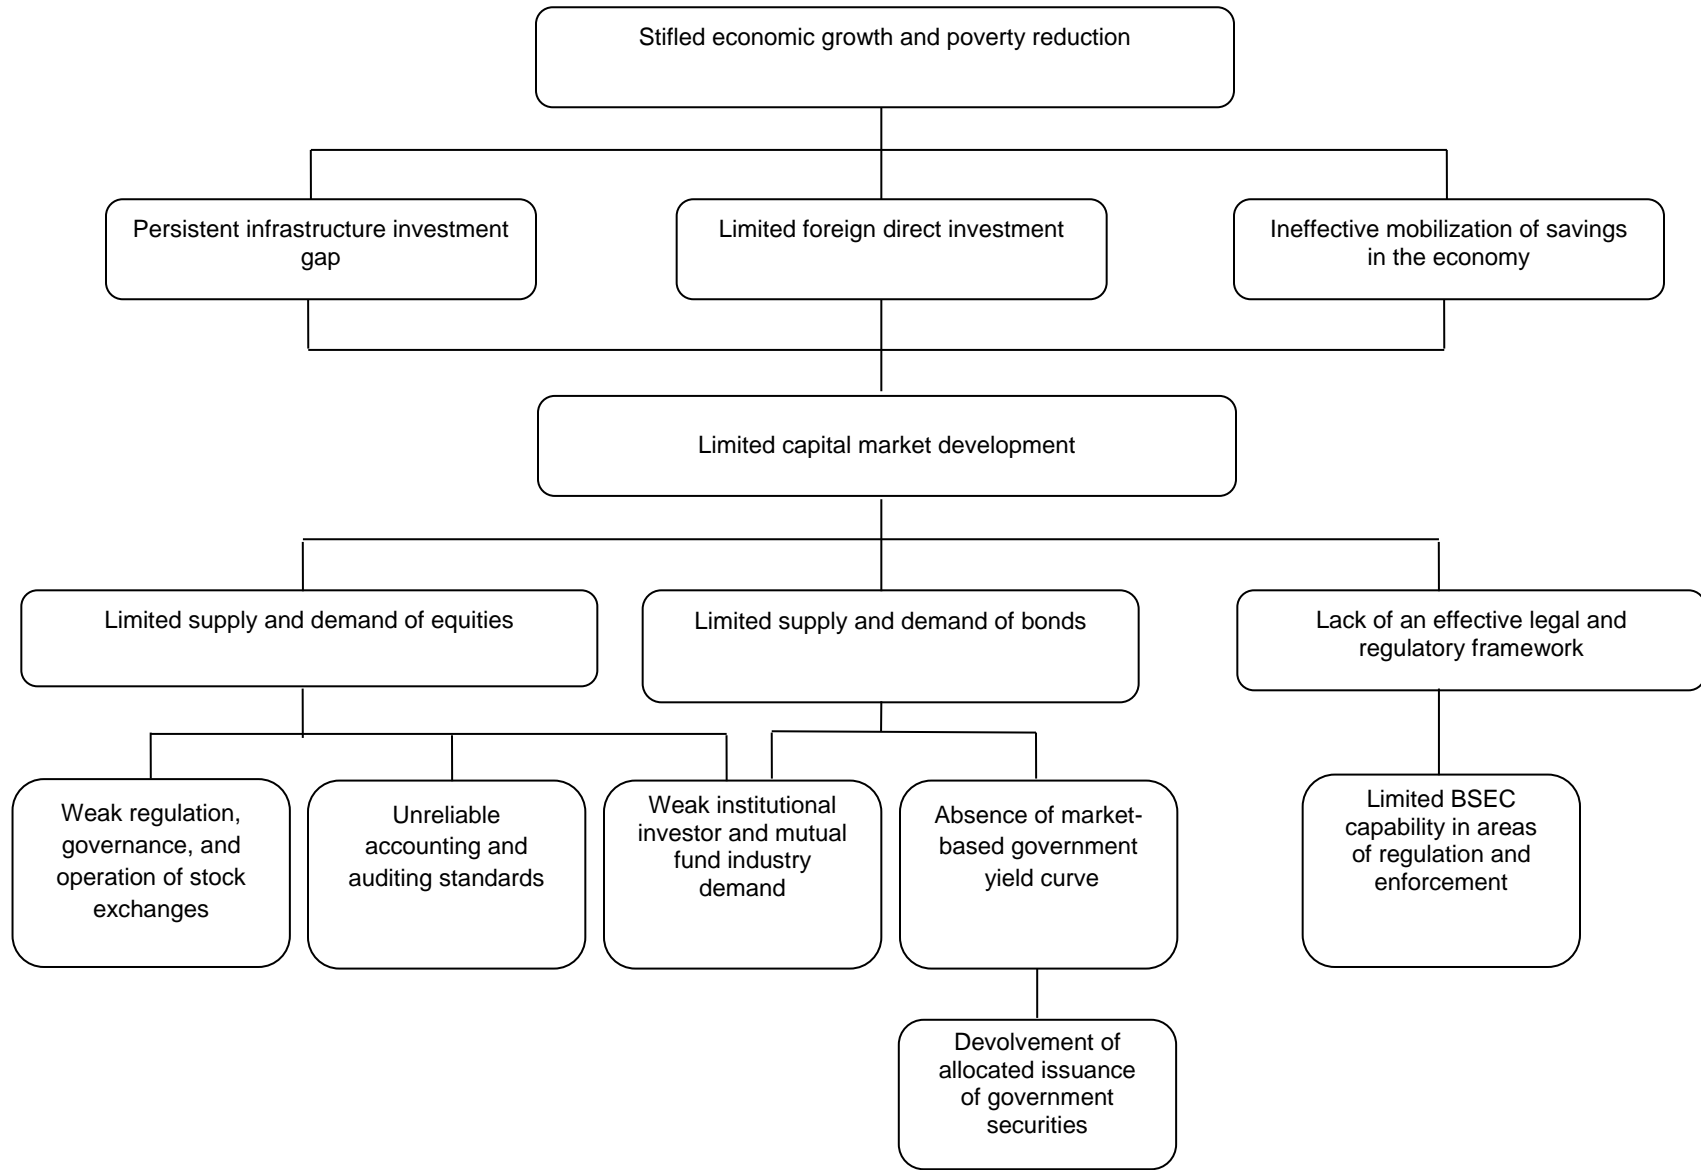 Stifled economic growth and poverty reduction
Persistent infrastructure investment
gap
Limited foreign direct investment
Ineffective mobilization of savings
in the economy
Limited capital market development
Limited supply and demand of equities
Limited supply and demand of bonds
Lack of an effective legal and
regulatory framework
Weak regulation,
governance, and
operation of stock
exchanges
Unreliable
accounting and
auditing standards
Weak institutional
investor and mutual
fund industry
demand
Absence of market-
based government
yield curve
Limited BSEC
capability in areas
of regulation and
enforcement
Devolvement of
allocated issuance
of government
securities